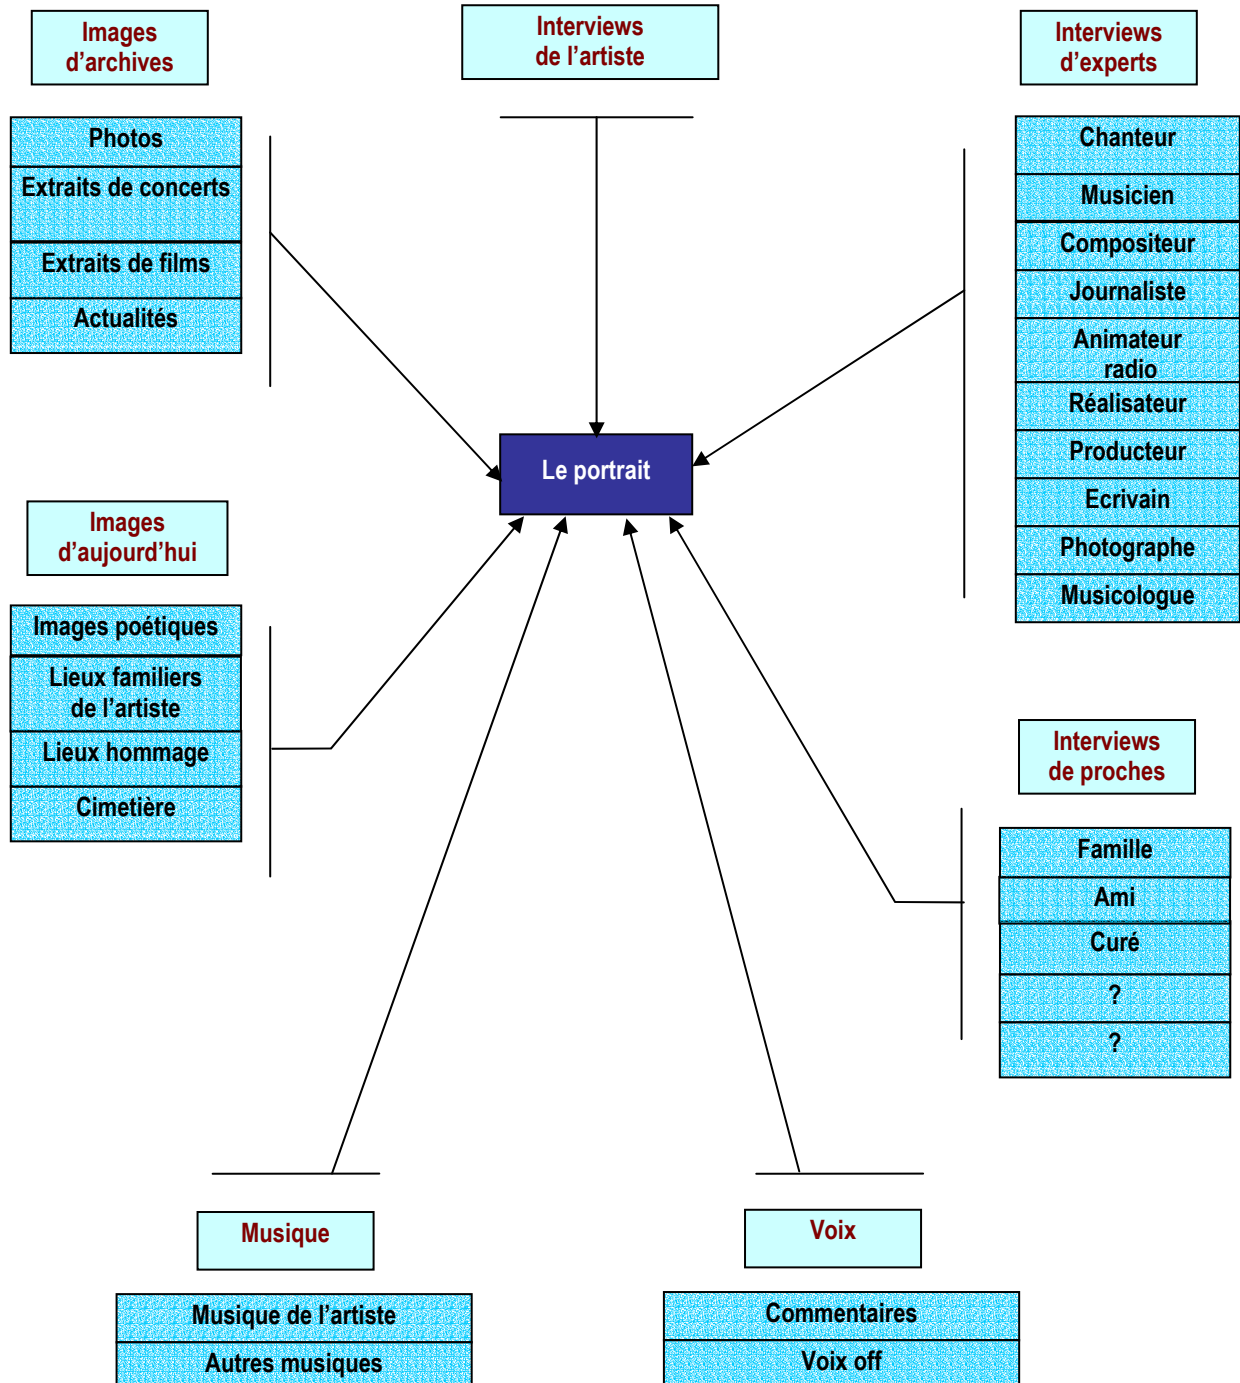 Images
d’archives
Photos
Extraits de concerts
Extraits de films
Actualités
Interviews
de l’artiste
Interviews
d’experts
Chanteur
Musicien
Compositeur
Journaliste
Animateur
radio
Réalisateur
Producteur
Ecrivain
Photographe
Musicologue
Le portrait
Images
d’aujourd’hui
Images poétiques
Lieux familiers
de l’artiste
Lieux hommage
Cimetière
Interviews
de proches
Famille
Ami
Curé
?
?
Musique
Musique de l’artiste
Autres musiques
Voix
Commentaires
Voix off